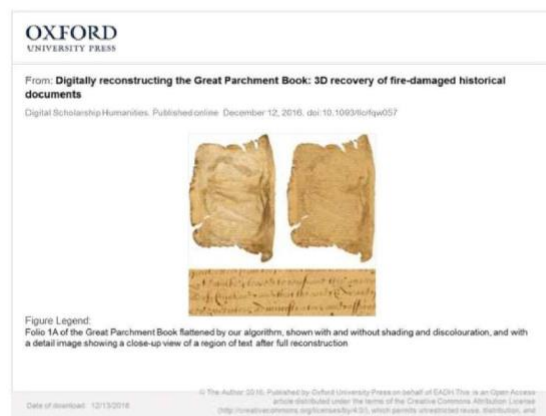 OXFORD
UNIVERSITY PRESS
From: Digitally reconstructing the Great Parchment Book: 3D recovery of fire-damaged historical
documents
Digital Scholarship Humanities. Published online December 12, 2016. doi:10.1093/llc/fqw057
Figure Legend:
Folio 1A of the Great Parchment Book flattened by our algorithm, shown with and without shading and discolouration, and with
a detail image showing a close-up view of a region of text after full reconstruction
© The Author 2016. Published by Oxford University Press on behalf of EADH.This is an Open Access
Date of download: 12/13/2016
article distributed under the terms of the Creative Commons Attribution License
(http://creativecommons.org/licenses/by/4.0/), which permits unrestricted reuse, distribution, and